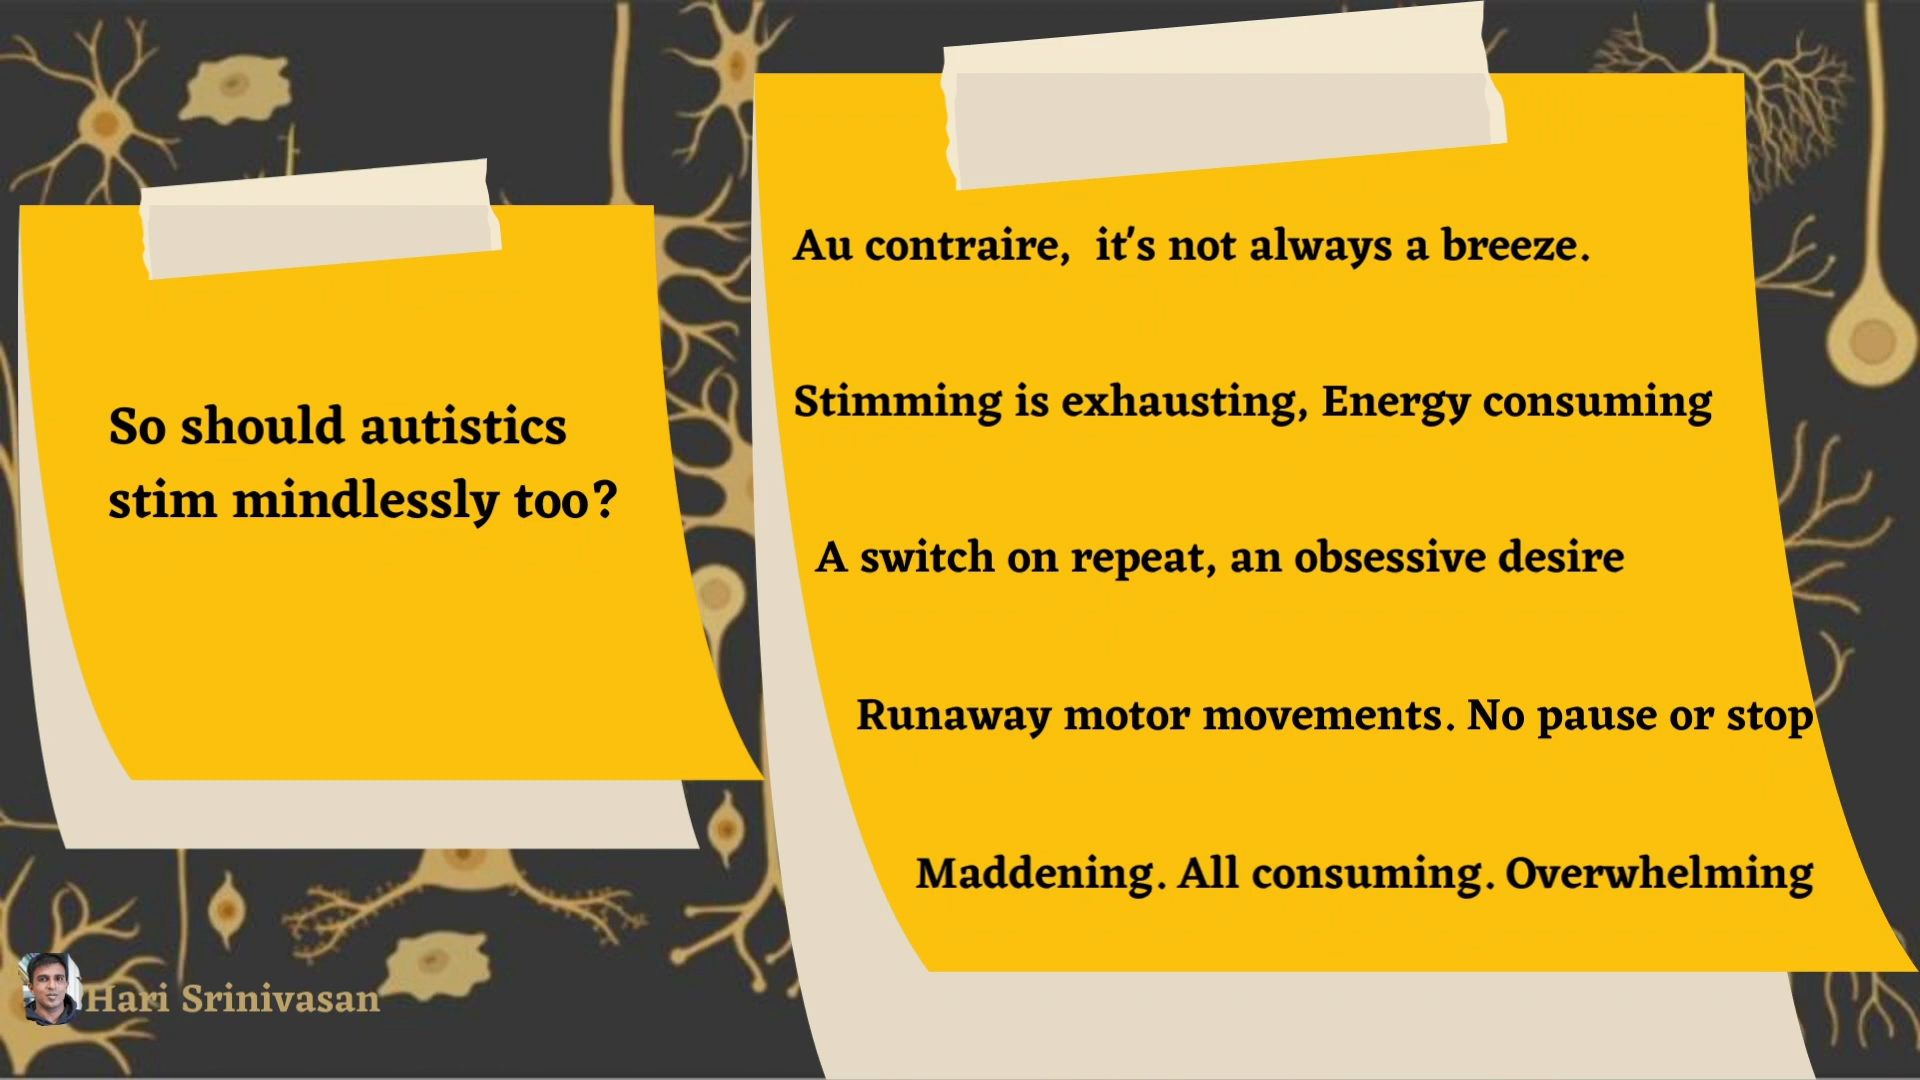 So should autistics
stim mindlessly too?
Au contraire,  it's not always a breeze.
Stimming is exhausting, Energy consuming
A switch on repeat, an obsessive desire
Runaway motor movements. No pause or stop
Maddening. All consuming. Overwhelming
Hari Srinivasan